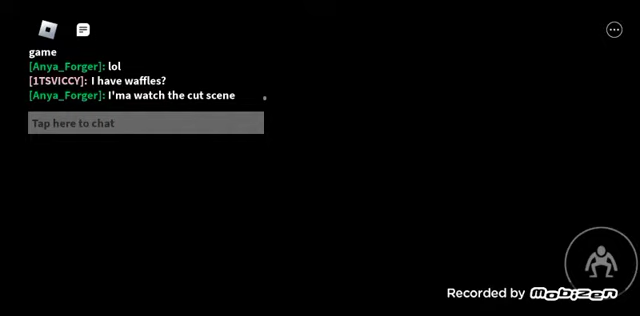 game
[Anya_Forger]: lol
[1TSVICCY]: I have waffles?
[Anya_Forger]: I'ma watch the cut scene
Tap here to chat
Recorded by Mobizen